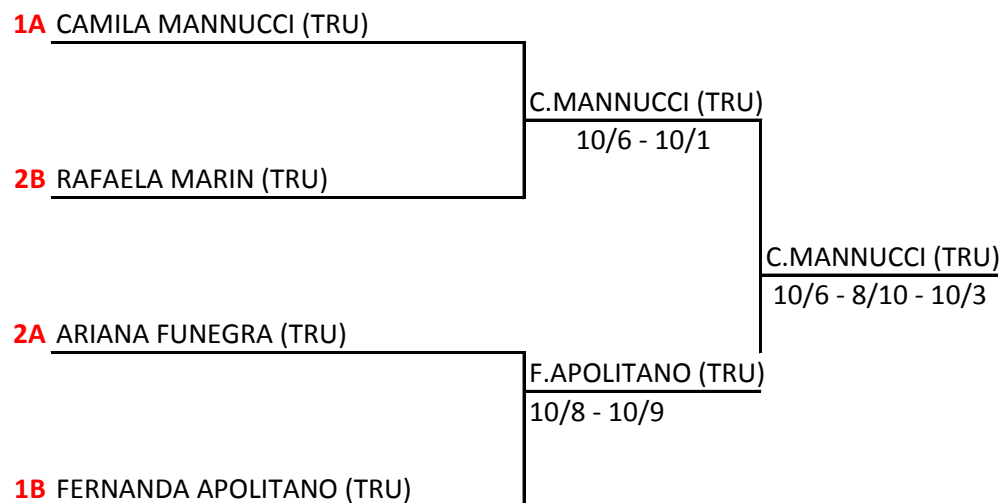 1A CAMILA MANNUCCI (TRU)
C.MANNUCCI (TRU)
10/6 - 10/1
2B RAFAELA MARIN (TRU)
C.MANNUCCI (TRU)
10/6 - 8/10 - 10/3
2A ARIANA FUNEGRA (TRU)
F.APOLITANO (TRU)
10/8 - 10/9
1B FERNANDA APOLITANO (TRU)